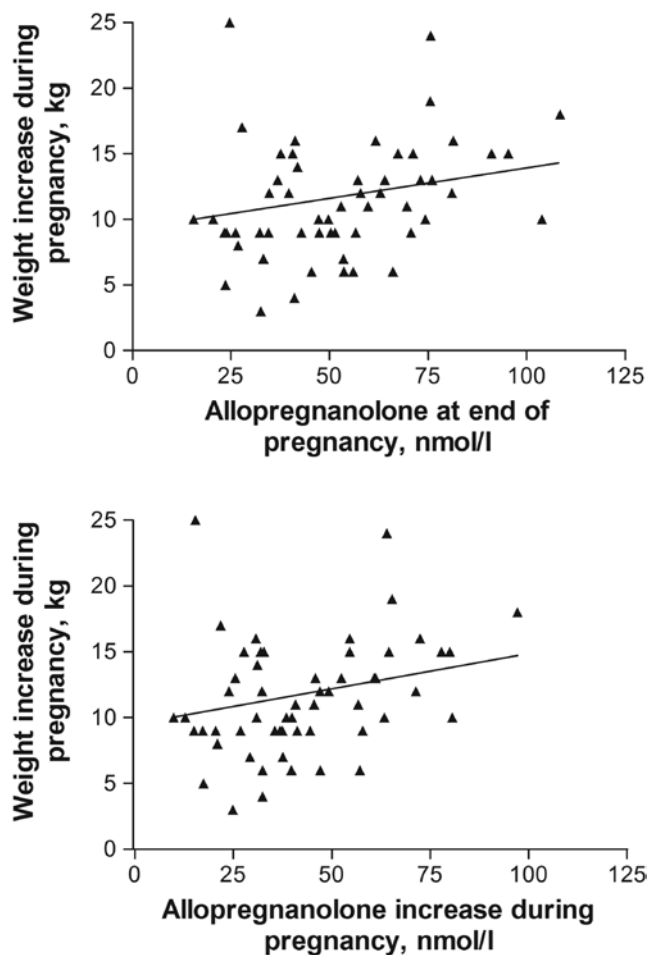 Weight increase during
pregnancy, kg
25
20
15
10
5
0
0 25 50 75 100 125
Allopregnanolone at end of
pregnancy, nmol/l
Weight increase during
pregnancy, kg
25
20
15
10
5
0
0 25 50 75 100 125
Allopregnanolone increase during
pregnancy, nmol/l